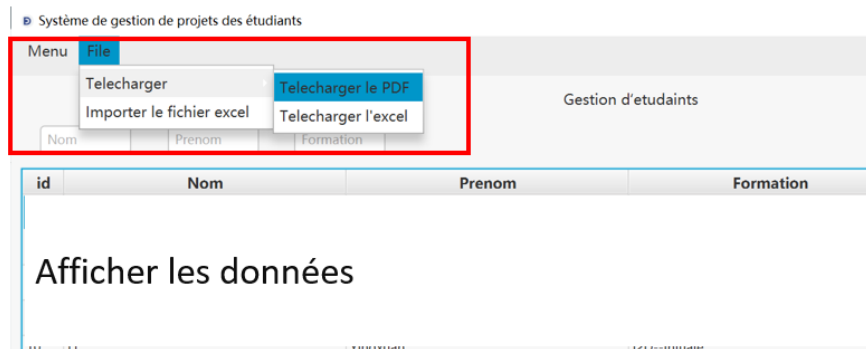 Système de gestion de projets des étudiants
Menu File
Telecharger Telecharger le PDF
Importer le fichier excel Telecharger l'excel
Gestion d'etudaints
Nom Prenom Formation
id Nom Prenom Formation
Afficher les données